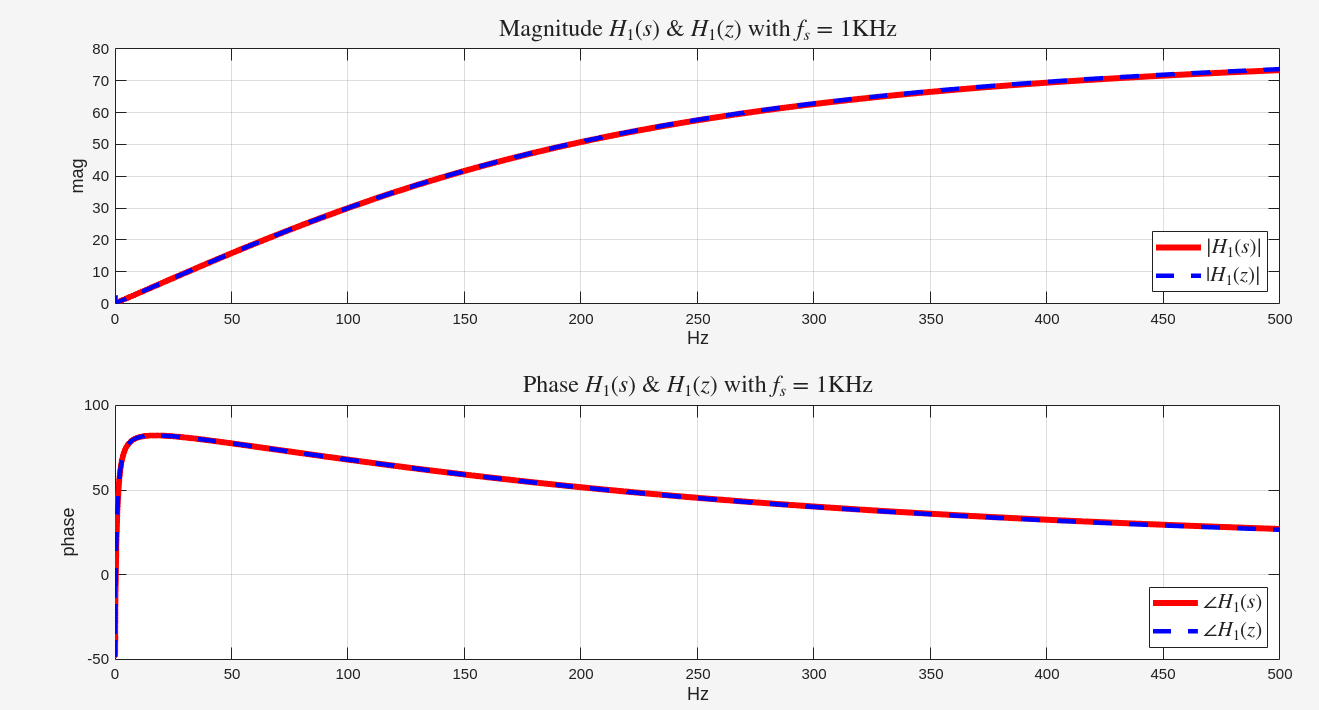 Magnitude H₁(s) & H₁(z) with fₛ = 1KHz
80
70
60
50
40
30
20
10
0
mag
|H₁(s)|
|H₁(z)|
0 50 100 150 200 250 300 350 400 450 500
Hz
Phase H₁(s) & H₁(z) with fₛ = 1KHz
100
50
0
-50
phase
∠H₁(s)
∠H₁(z)
0 50 100 150 200 250 300 350 400 450 500
Hz